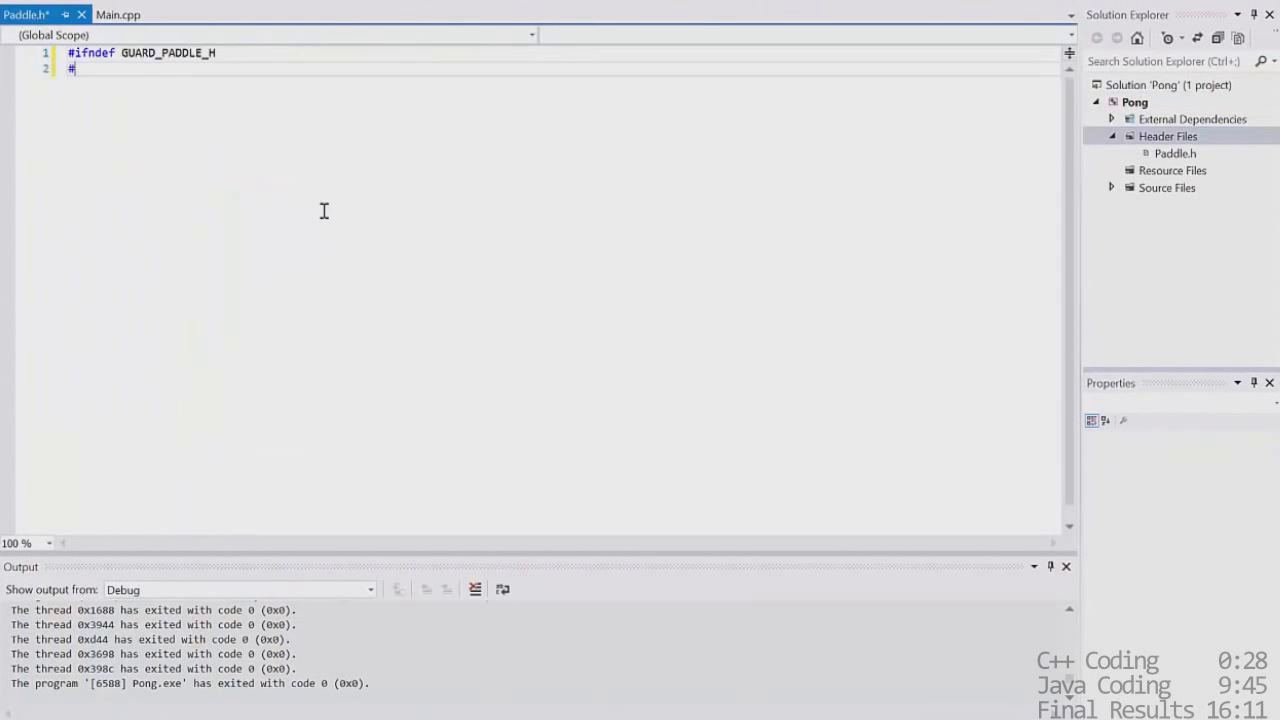 Paddle.h*
Main.cpp
(Global Scope)
1 #ifndef GUARD_PADDLE_H
2 #
100 %
Output
Show output from: Debug
The thread 0x1688 has exited with code 0 (0x0).
The thread 0x3944 has exited with code 0 (0x0).
The thread 0xd44 has exited with code 0 (0x0).
The thread 0x3698 has exited with code 0 (0x0).
The thread 0x398c has exited with code 0 (0x0).
The program '[6588] Pong.exe' has exited with code 0 (0x0).
Solution Explorer
Search Solution Explorer (Ctrl+;)
Solution 'Pong' (1 project)
Pong
External Dependencies
Header Files
Paddle.h
Resource Files
Source Files
Properties
C++ Coding 0:28
Java Coding 9:45
Final Results 16:11